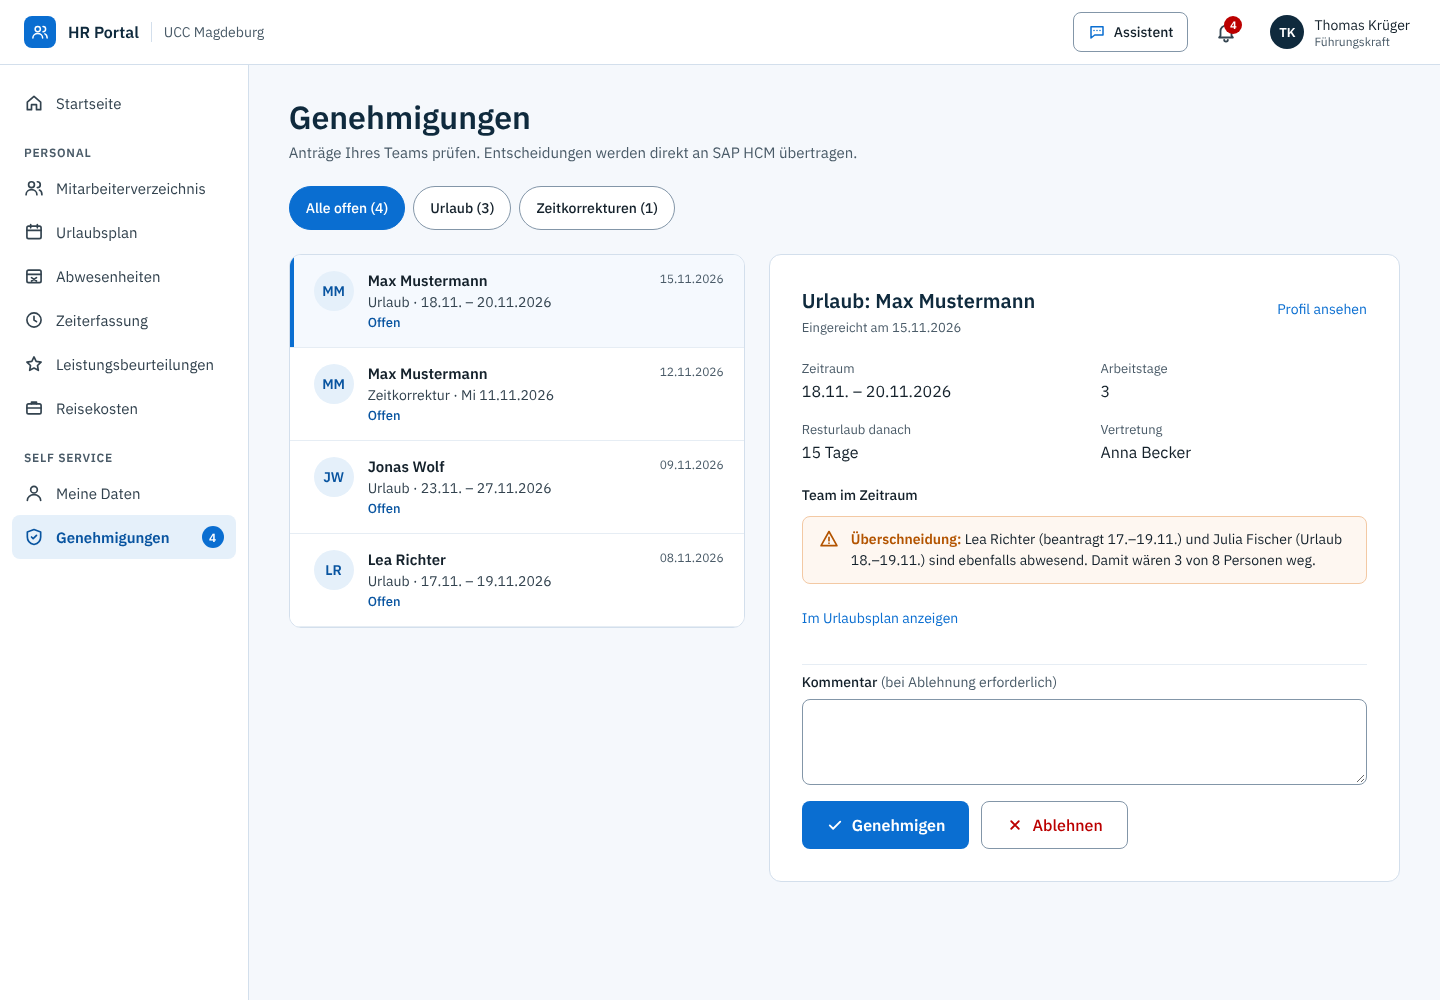 HR Portal
UCC Magdeburg
Assistent
4
TK
Thomas Krüger
Führungskraft
Startseite
PERSONAL
Mitarbeiterverzeichnis
Urlaubsplan
Abwesenheiten
Zeiterfassung
Leistungsbeurteilungen
Reisekosten
SELF SERVICE
Meine Daten
Genehmigungen
4
Genehmigungen
Anträge Ihres Teams prüfen. Entscheidungen werden direkt an SAP HCM übertragen.
Alle offen (4)
Urlaub (3)
Zeitkorrekturen (1)
MM
Max Mustermann
15.11.2026
Urlaub · 18.11. – 20.11.2026
Offen
MM
Max Mustermann
12.11.2026
Zeitkorrektur · Mi 11.11.2026
Offen
JW
Jonas Wolf
09.11.2026
Urlaub · 23.11. – 27.11.2026
Offen
LR
Lea Richter
08.11.2026
Urlaub · 17.11. – 19.11.2026
Offen
Urlaub: Max Mustermann
Eingereicht am 15.11.2026
Profil ansehen
Zeitraum
18.11. – 20.11.2026
Arbeitstage
3
Resturlaub danach
15 Tage
Vertretung
Anna Becker
Team im Zeitraum
Überschneidung: Lea Richter (beantragt 17.–19.11.) und Julia Fischer (Urlaub
18.–19.11.) sind ebenfalls abwesend. Damit wären 3 von 8 Personen weg.
Im Urlaubsplan anzeigen
Kommentar (bei Ablehnung erforderlich)
Genehmigen
Ablehnen